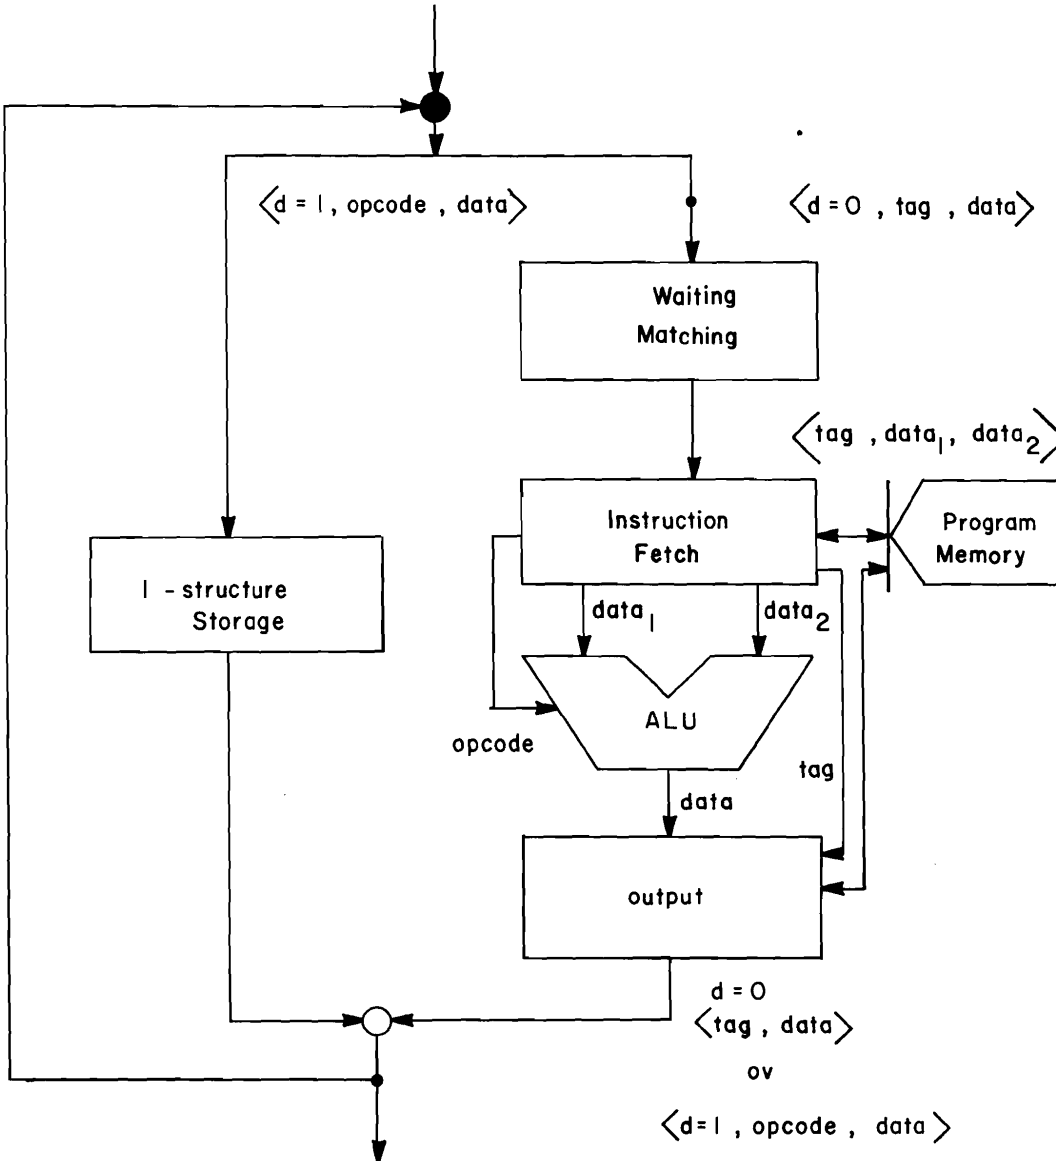 <d = 1, opcode, data>
<d = 0, tag, data>
Waiting
Matching
<tag, data1, data2>
Instruction
Fetch
Program
Memory
I - structure
Storage
data1
data2
ALU
opcode
tag
data
output
d = 0
<tag, data>
ov
<d = 1, opcode, data>